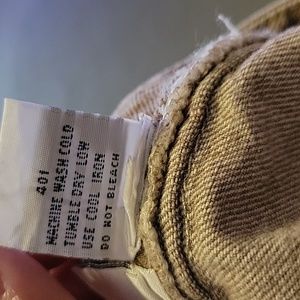 401
MACHINE WASH COLD
TUMBLE DRY LOW
USE COOL IRON
DO NOT BLEACH